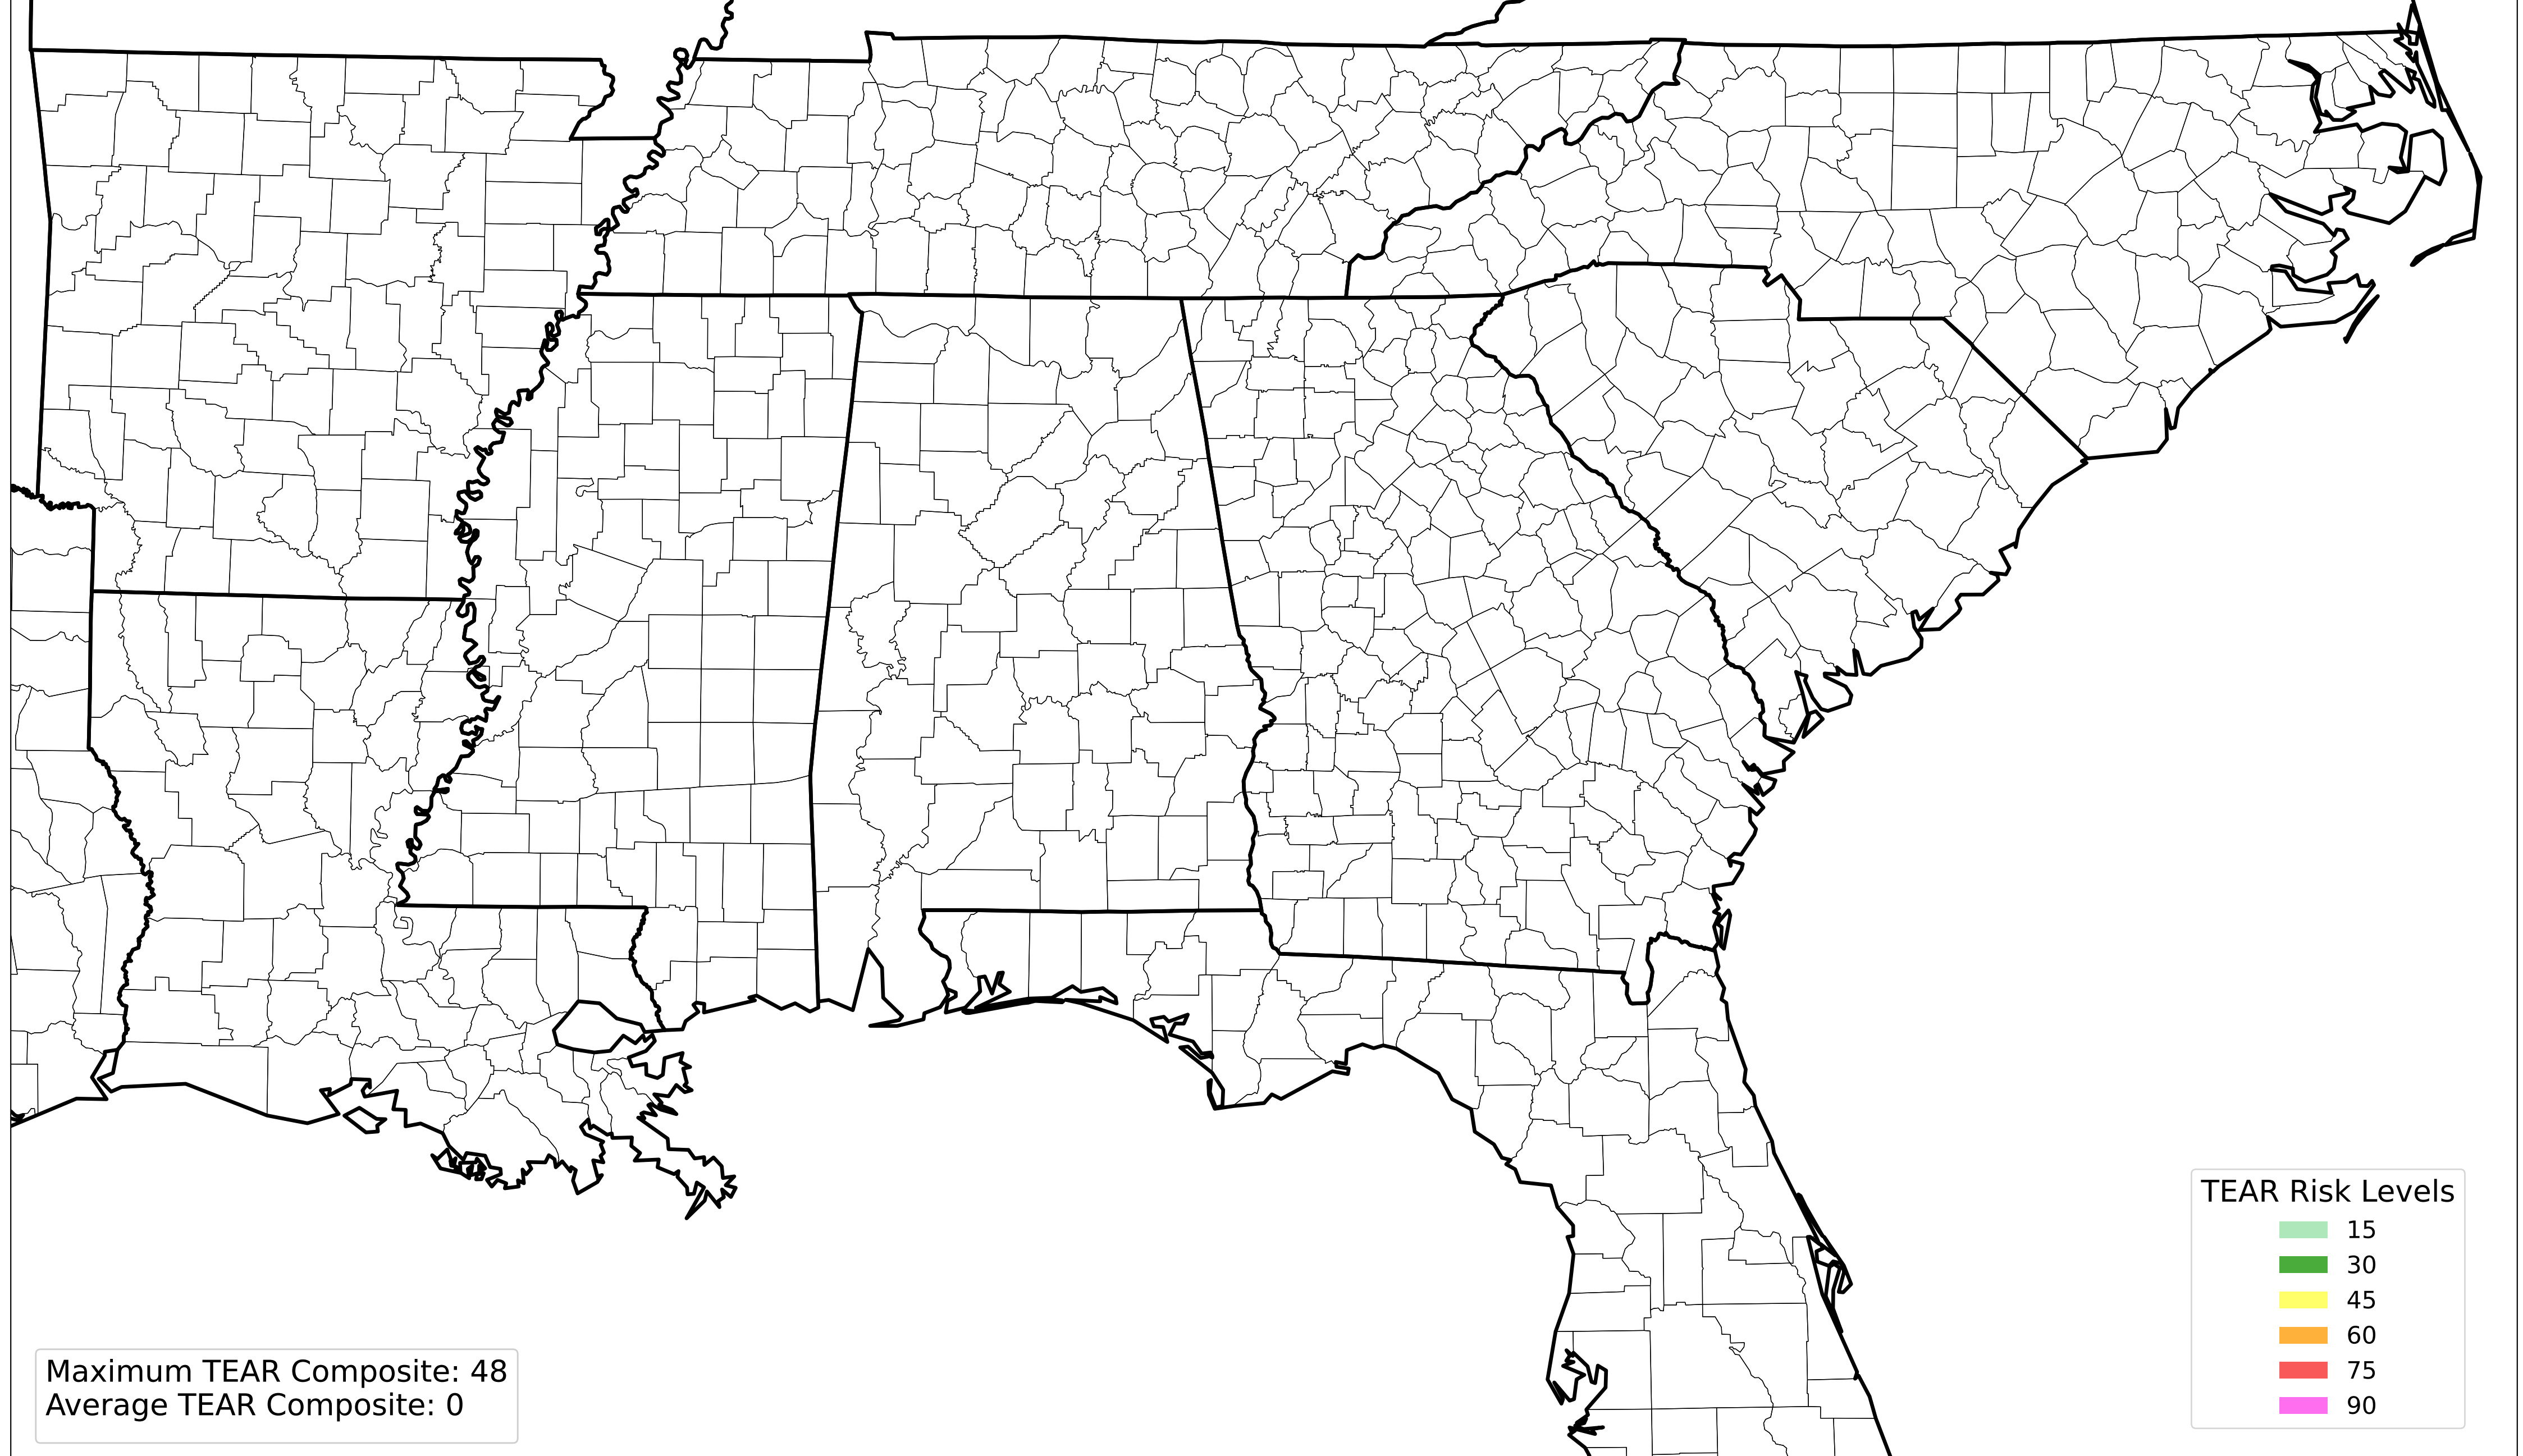 TEAR Risk Levels
15
30
45
60
75
90
Maximum TEAR Composite: 48
Average TEAR Composite: 0